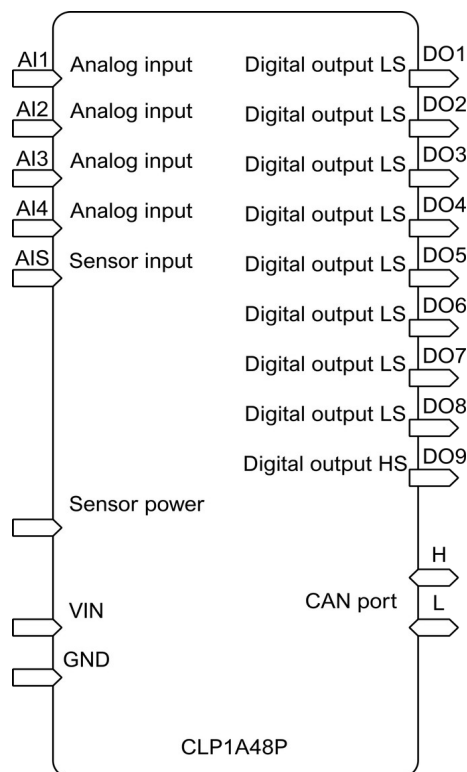 AI1 Analog input Digital output LS DO1
AI2 Analog input Digital output LS DO2
AI3 Analog input Digital output LS DO3
AI4 Analog input Digital output LS DO4
AIS Sensor input Digital output LS DO5
Digital output LS DO6
Digital output LS DO7
Digital output LS DO8
Digital output HS DO9
Sensor power
H
VIN CAN port L
GND
CLP1A48P